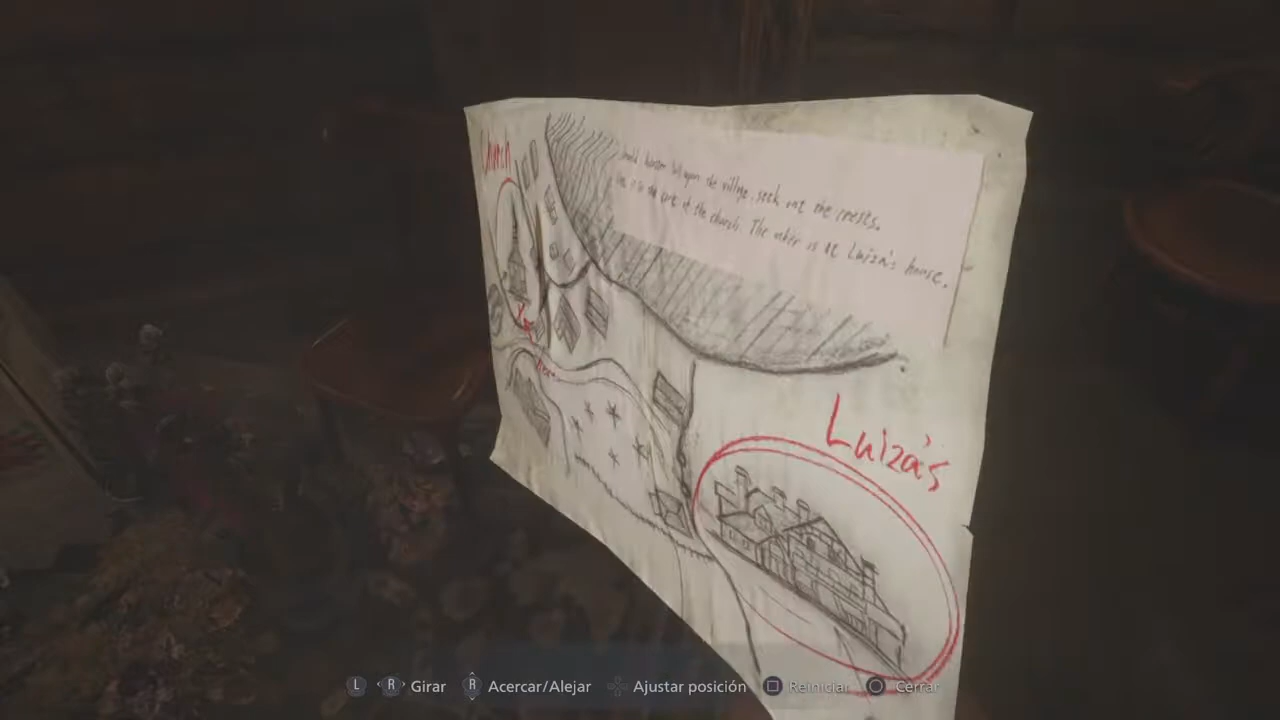 Church
should horror fall upon the village, seek out the crests.
One is in the care of the church. The other is at Luiza's house.
Luiza's
L R Girar R Acercar/Alejar Ajustar posición Reiniciar Cerrar